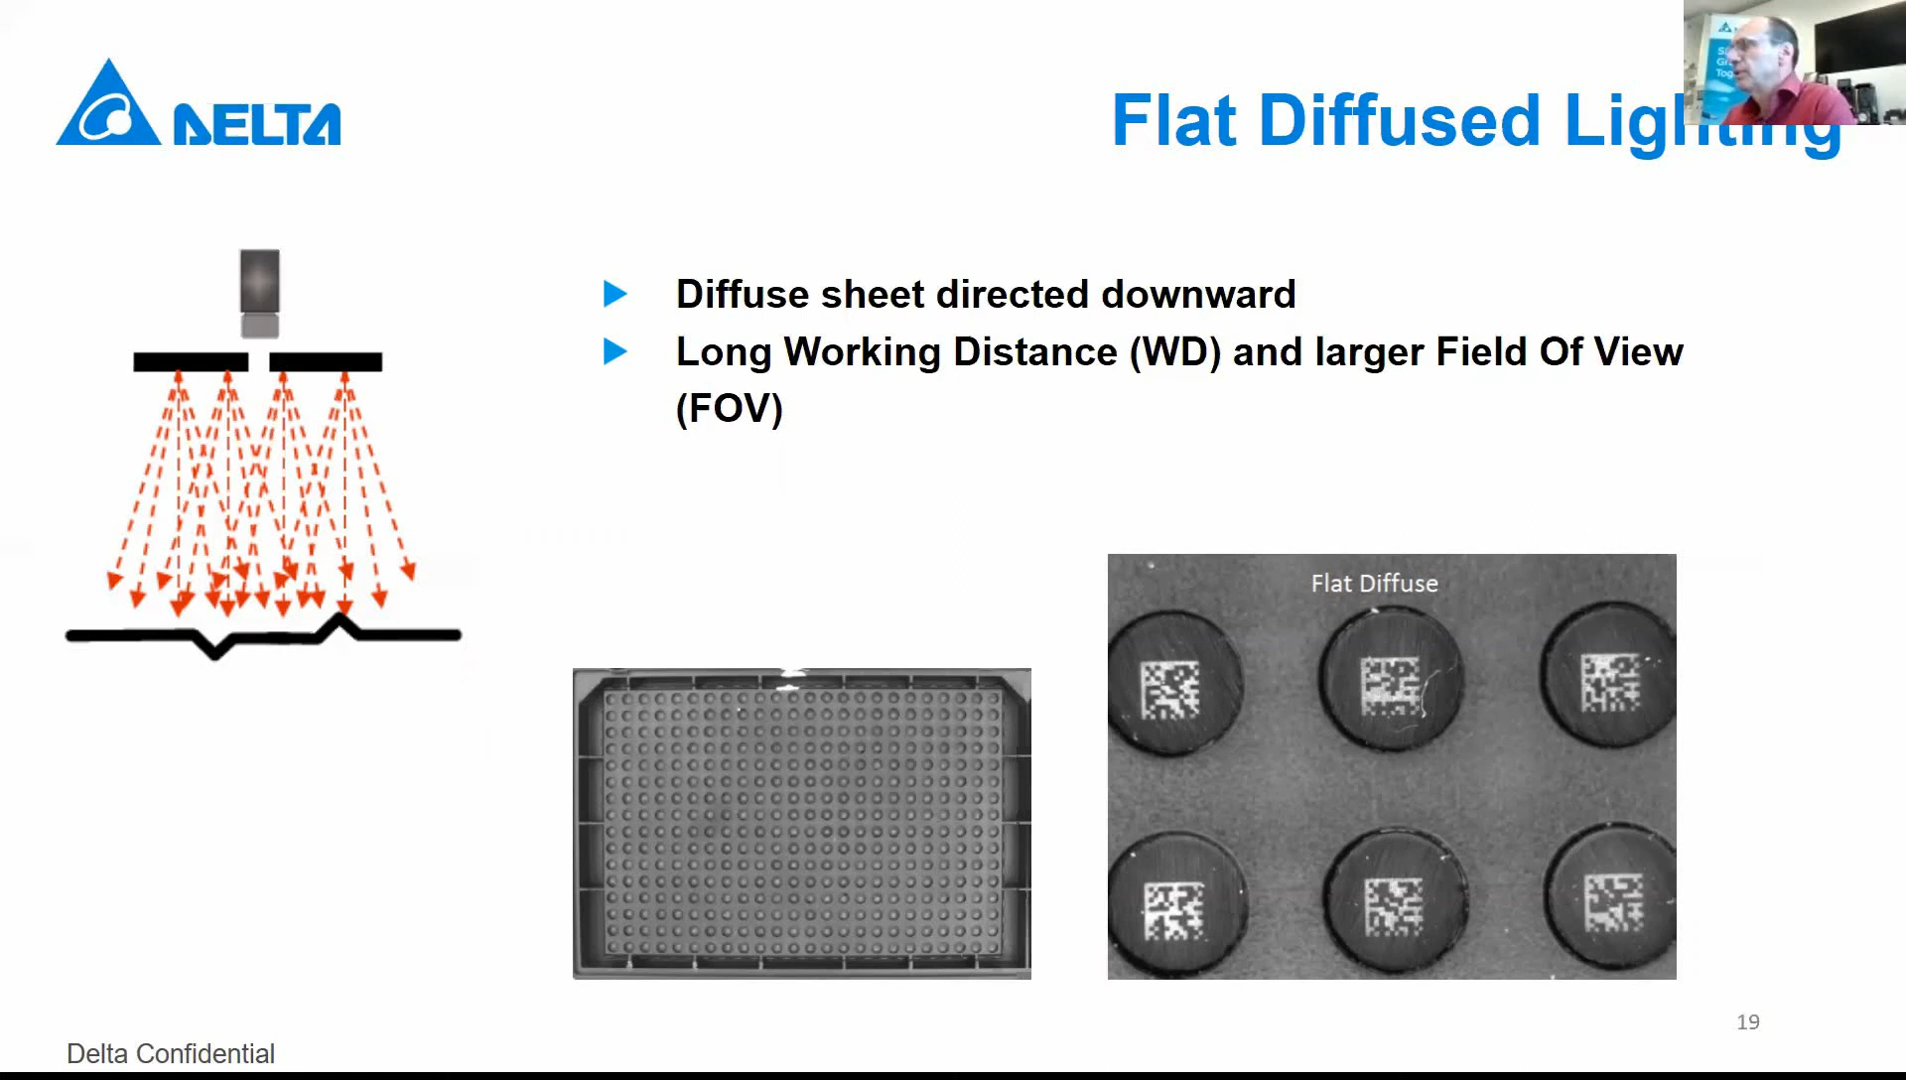 DELTA
Flat Diffused Lighting
Diffuse sheet directed downward
Long Working Distance (WD) and larger Field Of View
(FOV)
Flat Diffuse
19
Delta Confidential